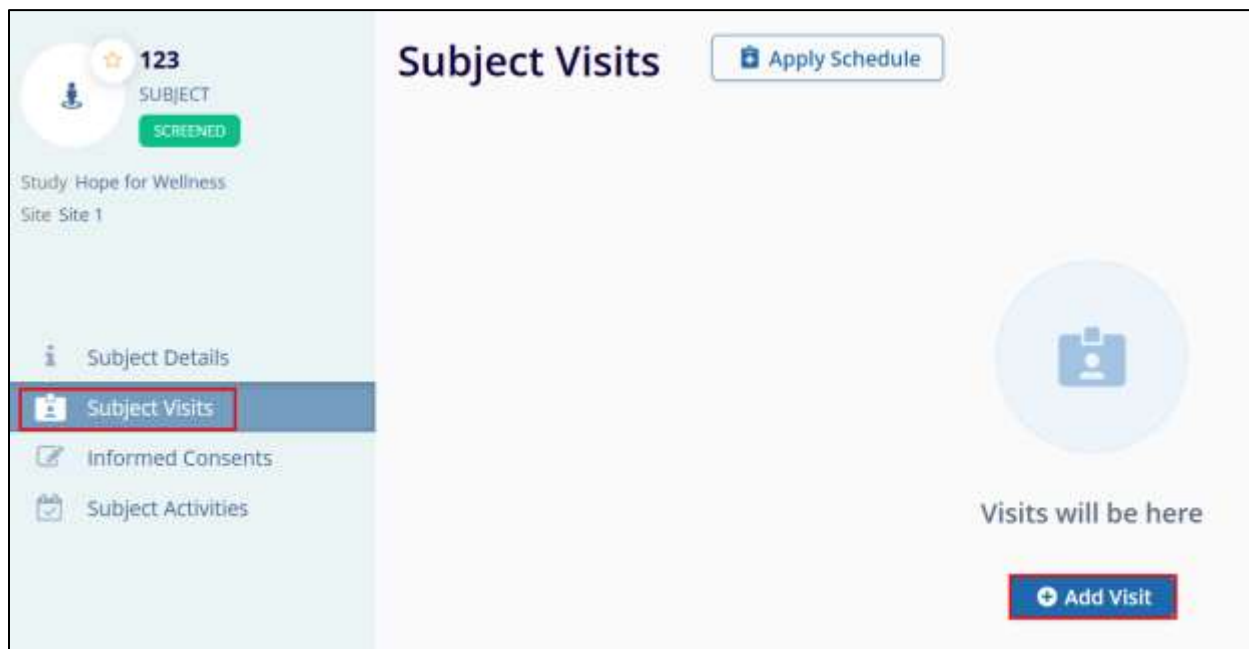 123
SUBJECT
SCREENED
Study Hope for Wellness
Site Site 1
Subject Details
Subject Visits
Informed Consents
Subject Activities
Subject Visits
Apply Schedule
Visits will be here
Add Visit